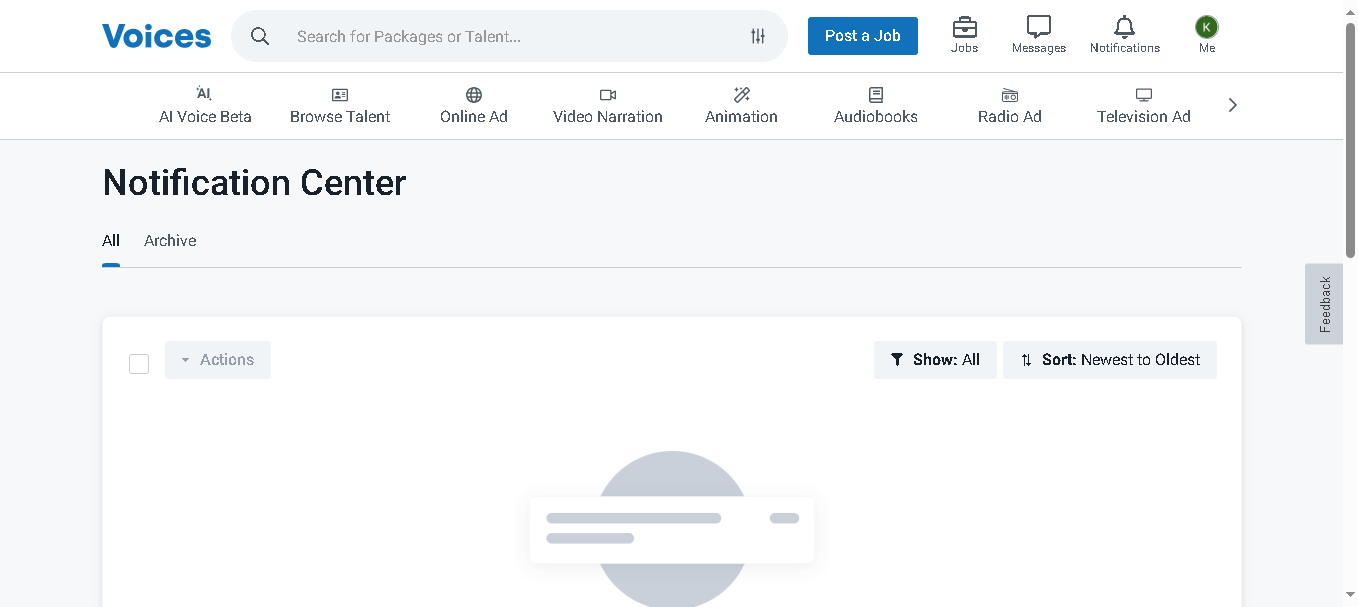 Voices
Search for Packages or Talent...
Post a Job
Jobs
Messages
Notifications
K
Me
AI
AI Voice Beta
Browse Talent
Online Ad
Video Narration
Animation
Audiobooks
Radio Ad
Television Ad
Notification Center
All
Archive
Feedback
Actions
Show: All
Sort: Newest to Oldest